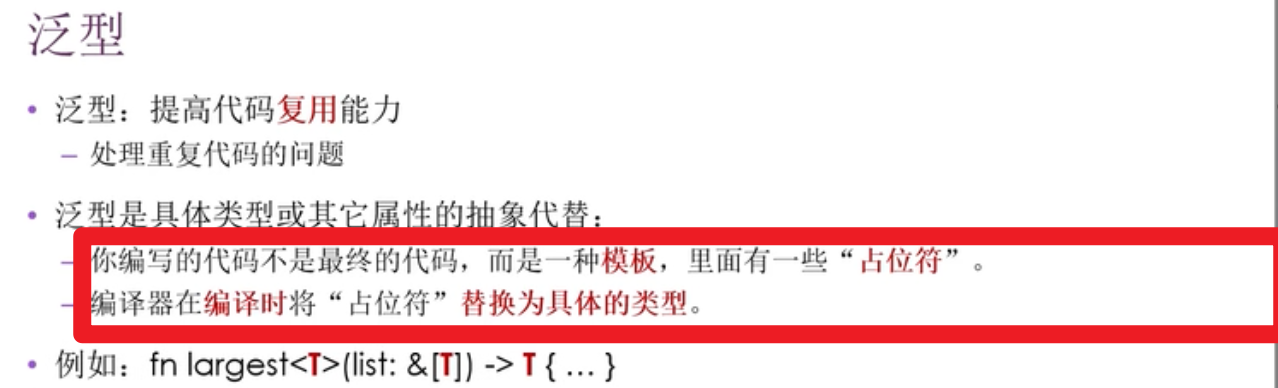 泛型
• 泛型：提高代码复用能力
– 处理重复代码的问题
• 泛型是具体类型或其它属性的抽象代替：
– 你编写的代码不是最终的代码，而是一种模板，里面有一些“占位符”。
– 编译器在编译时将“占位符”替换为具体的类型。
• 例如：fn largest<T>(list: &[T]) -> T { … }